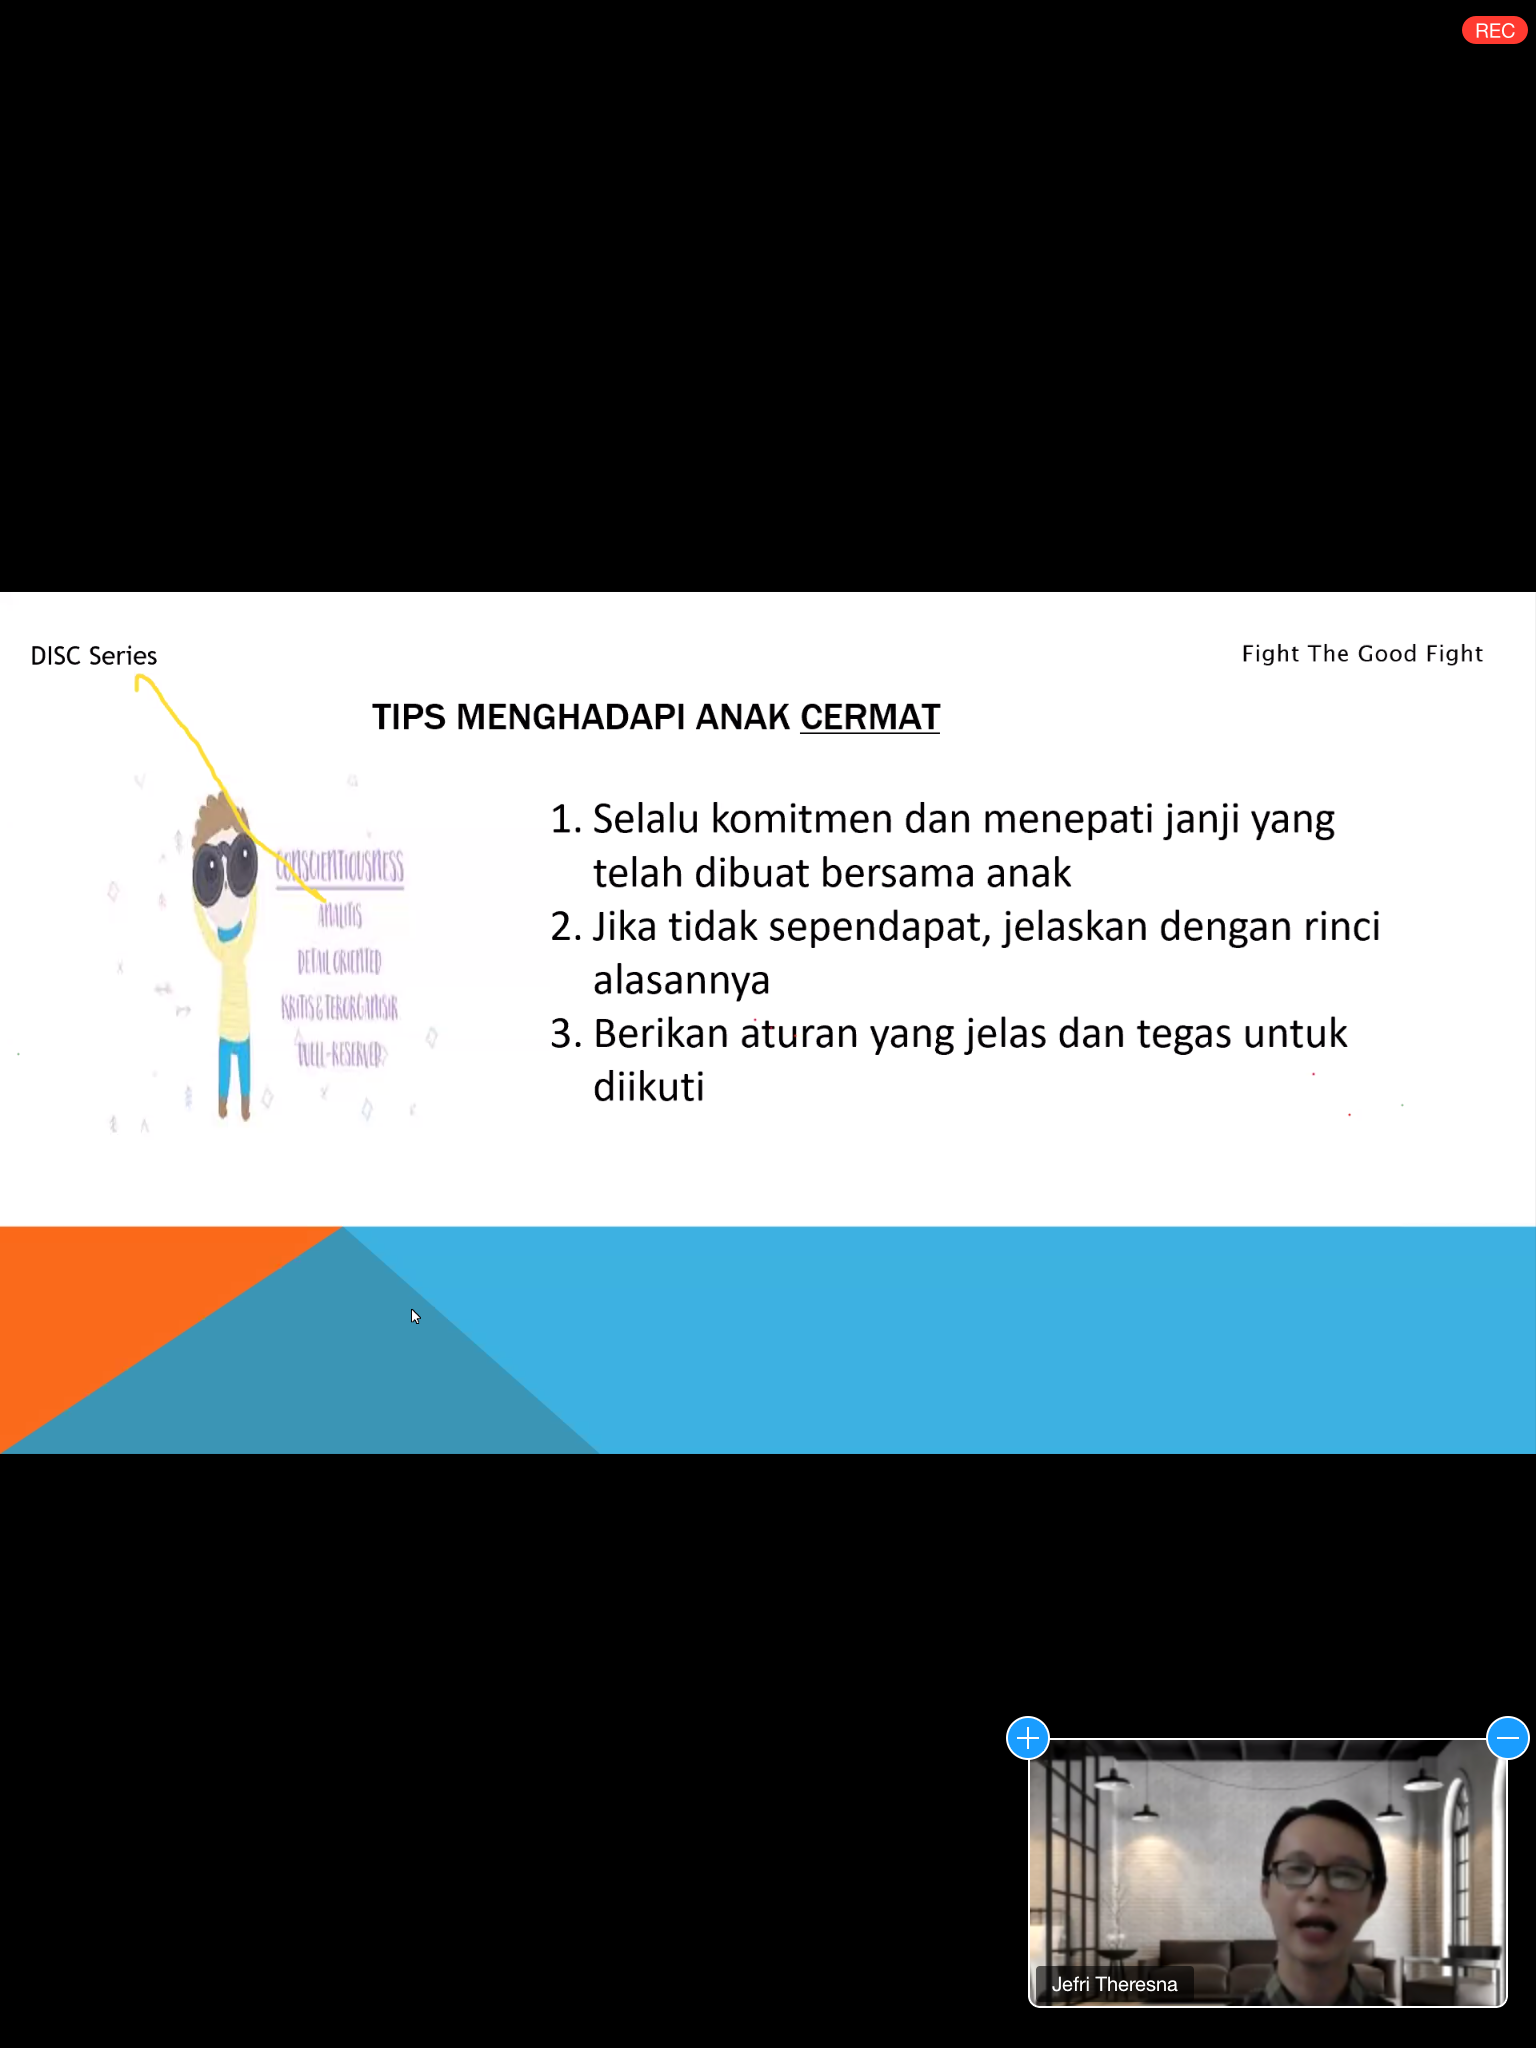 REC
DISC Series
Fight The Good Fight
TIPS MENGHADAPI ANAK CERMAT
CONSCIENTIOUSNESS
ANALITIS
DETAIL ORIENTED
KRITIS & TERORGANISIR
WELL-RESERVED
1. Selalu komitmen dan menepati janji yang
telah dibuat bersama anak
2. Jika tidak sependapat, jelaskan dengan rinci
alasannya
3. Berikan aturan yang jelas dan tegas untuk
diikuti
Jefri Theresna